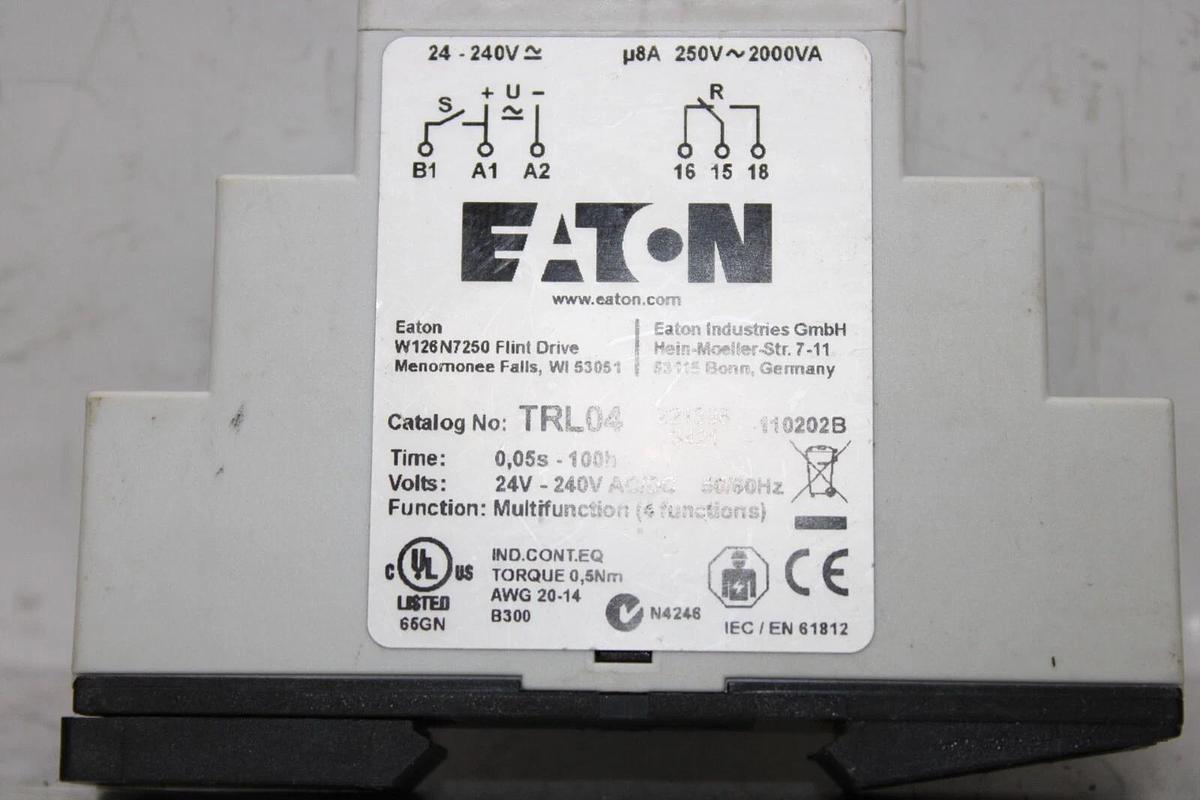 24 - 240V ≃ µ8A 250V ~ 2000VA
S + U − R
≃
B1 A1 A2 16 15 18
EATON
www.eaton.com
Eaton
W126N7250 Flint Drive
Menomonee Falls, WI 53051
Eaton Industries GmbH
Hein-Moeller-Str. 7-11
53115 Bonn, Germany
Catalog No: TRL04 110202B
Time: 0,05s - 100h
Volts: 24V - 240V AC/DC 50/60Hz
Function: Multifunction (4 functions)
C UL US
LISTED
65GN
IND.CONT.EQ
TORQUE 0,5Nm
AWG 20-14
B300
N4246
CE
IEC / EN 61812